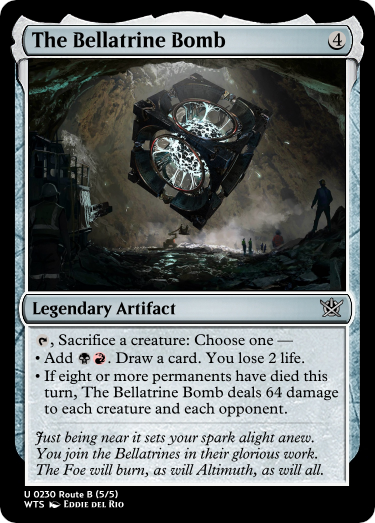 The Bellatrine Bomb 4
Legendary Artifact
, Sacrifice a creature: Choose one —
• Add . Draw a card. You lose 2 life.
• If eight or more permanents have died this
turn, The Bellatrine Bomb deals 64 damage
to each creature and each opponent.
Just being near it sets your spark alight anew.
You join the Bellatrines in their glorious work.
The Foe will burn, as will Altimuth, as will all.
U 0230 Route B (5/5)
WTS Eddie del Rio